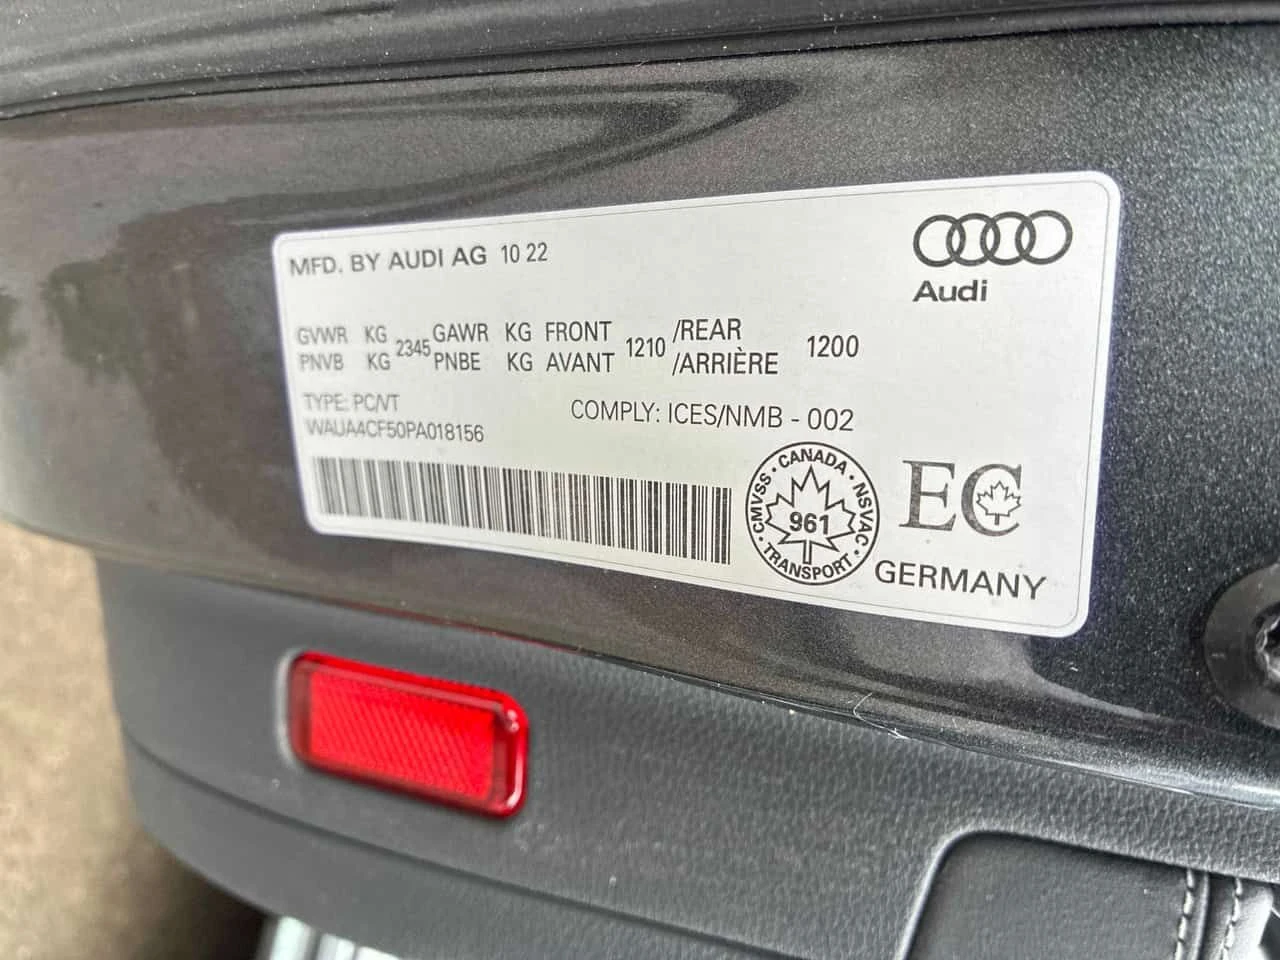 MFD. BY AUDI AG 10 22
Audi
GVWR KG 2345 GAWR KG FRONT 1210 /REAR 1200
PNVB KG PNBE KG AVANT /ARRIÈRE
TYPE: PC/VT
WAUA4CF50PA018156
COMPLY: ICES/NMB - 002
CANADA · NSVAC · TRANSPORT · CMVSS ·
961
EC
GERMANY